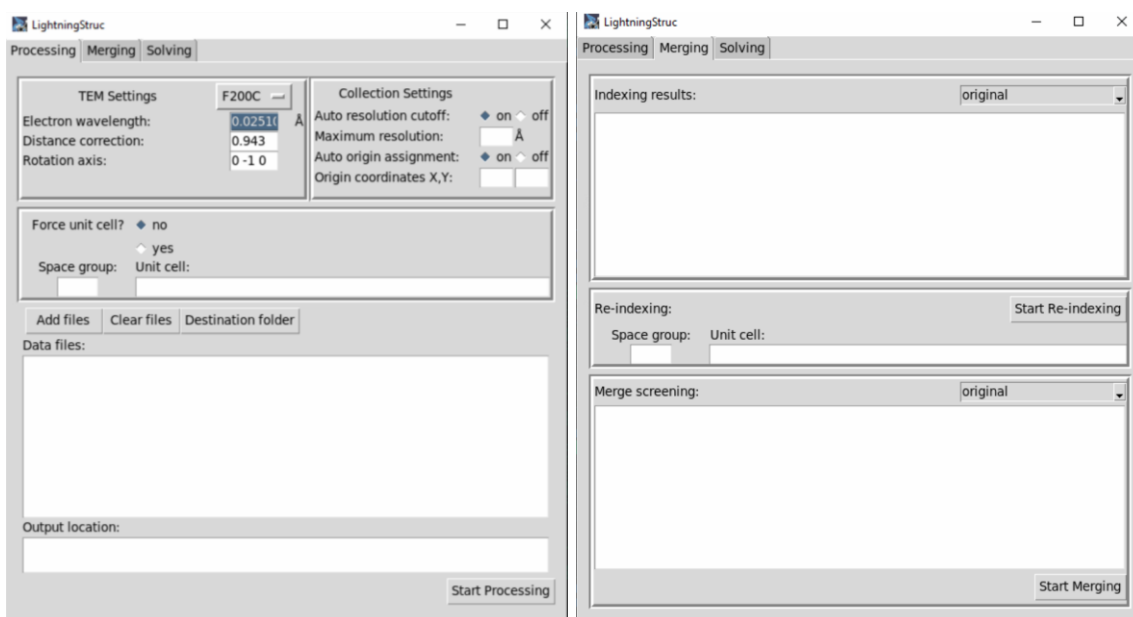 LightningStruc
Processing Merging Solving
TEM Settings F200C
Electron wavelength: 0.0251( Å
Distance correction: 0.943
Rotation axis: 0 -1 0
Collection Settings
Auto resolution cutoff: on off
Maximum resolution: Å
Auto origin assignment: on off
Origin coordinates X,Y:
Force unit cell? no
yes
Space group: Unit cell:
Add files Clear files Destination folder
Data files:
Output location:
Start Processing
LightningStruc
Processing Merging Solving
Indexing results: original
Re-indexing: Start Re-indexing
Space group: Unit cell:
Merge screening: original
Start Merging